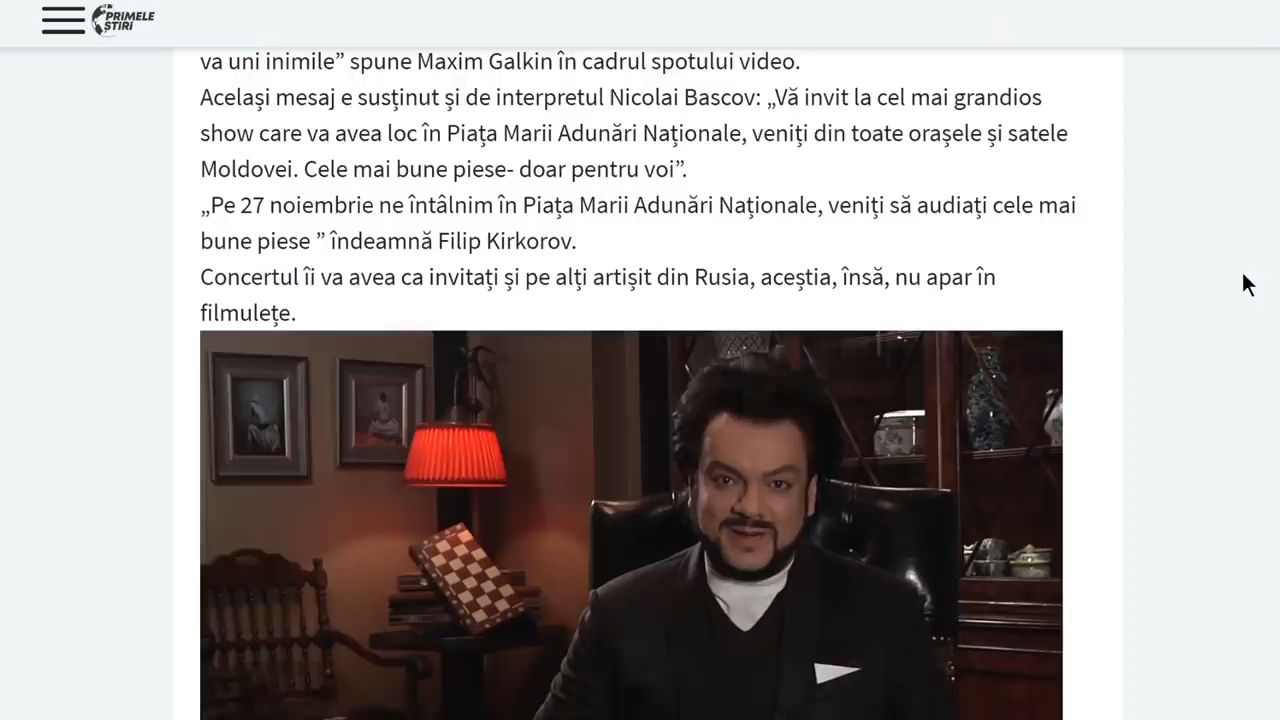 PRIMELE
ȘTIRI
va uni inimile” spune Maxim Galkin în cadrul spotului video.
Același mesaj e susținut și de interpretul Nicolai Bascov: „Vă invit la cel mai grandios
show care va avea loc în Piața Marii Adunări Naționale, veniți din toate orașele și satele
Moldovei. Cele mai bune piese- doar pentru voi”.
„Pe 27 noiembrie ne întâlnim în Piața Marii Adunări Naționale, veniți să audiați cele mai
bune piese ” îndeamnă Filip Kirkorov.
Concertul îi va avea ca invitați și pe alți artișit din Rusia, aceștia, însă, nu apar în
filmulețe.